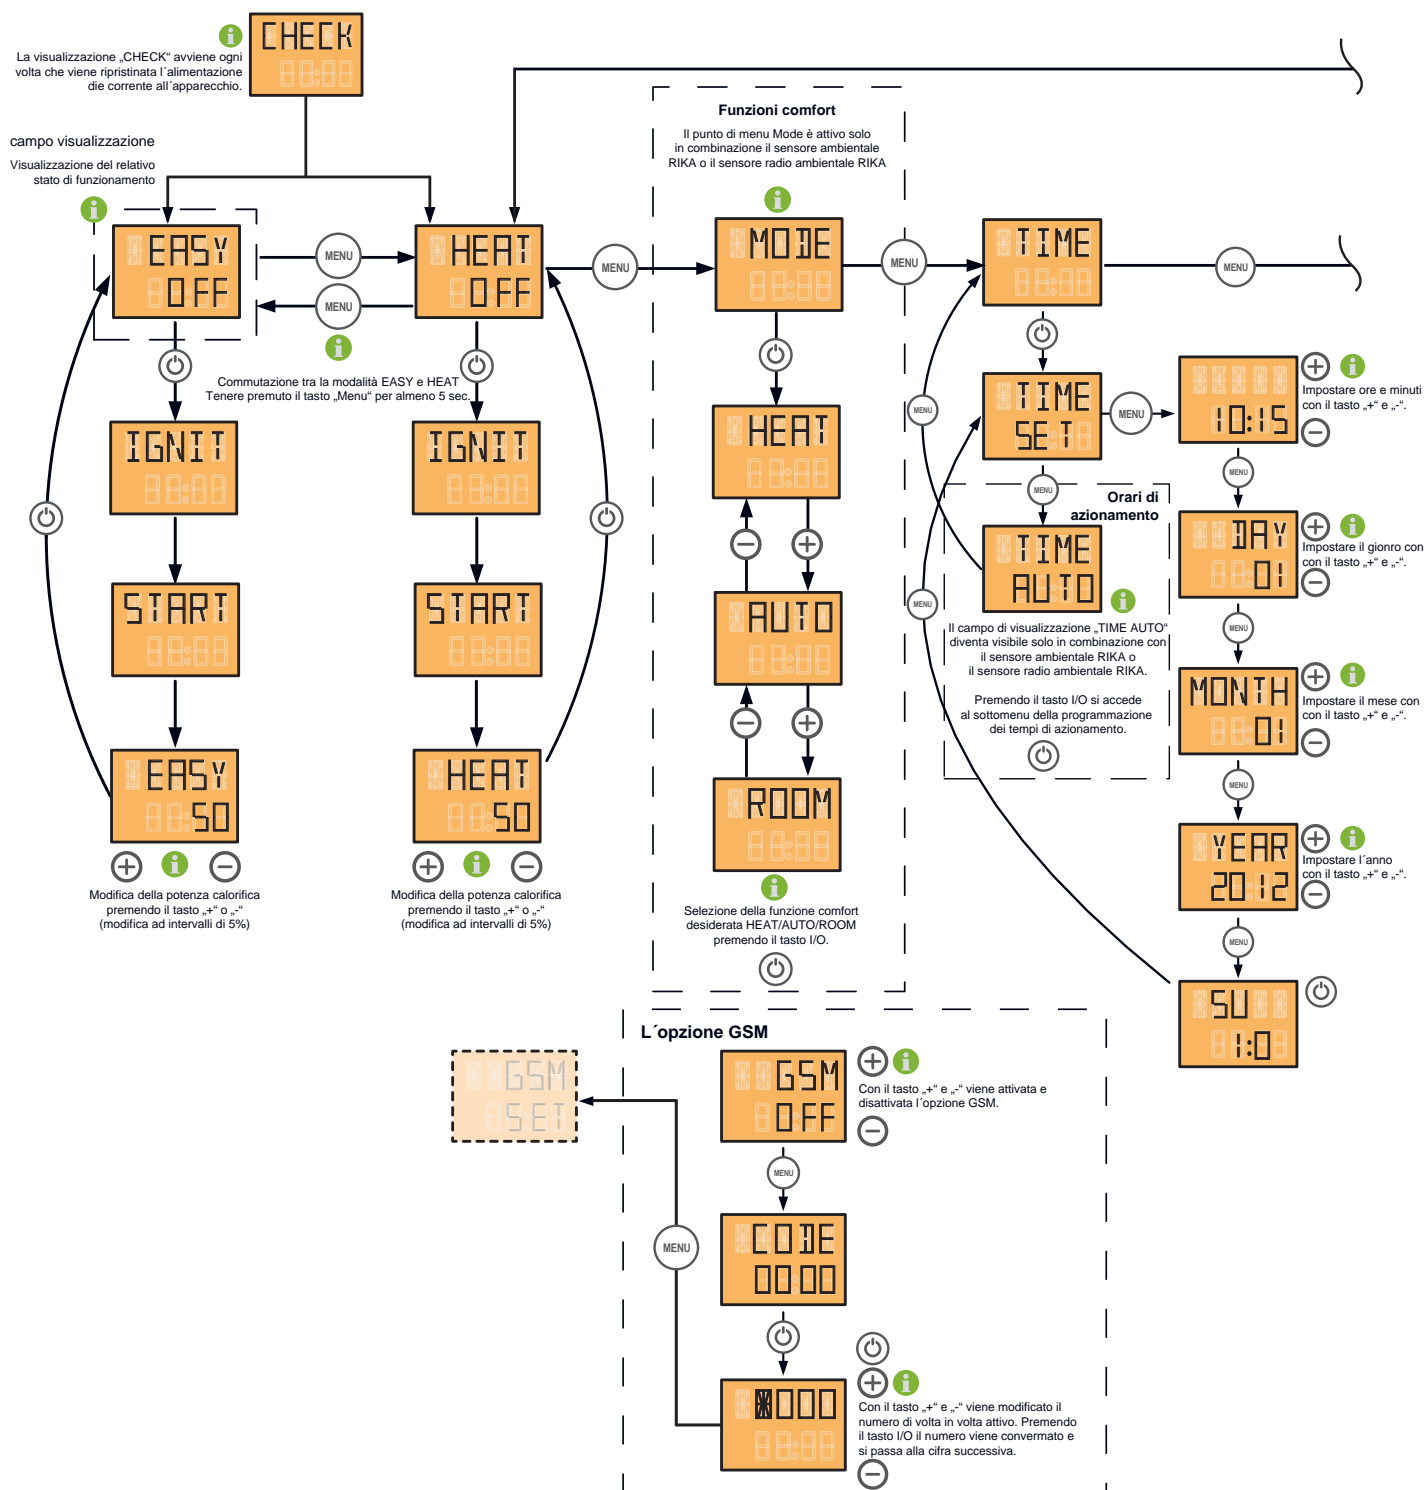 CHECK
La visualizzazione „CHECK“ avviene ogni
volta che viene ripristinata l´alimentazione
die corrente all´apparecchio.
campo visualizzazione
Visualizzazione del relativo
stato di funzionamento
EASY
OFF
MENU
MENU
HEAT
OFF
Commutazione tra la modalità EASY e HEAT
Tenere premuto il tasto „Menu“ per almeno 5 sec.
IGNIT
START
EASY
50
Modifica della potenza calorifica
premendo il tasto „+“ o „-“
(modifica ad intervalli di 5%)
IGNIT
START
HEAT
50
Modifica della potenza calorifica
premendo il tasto „+“ o „-“
(modifica ad intervalli di 5%)
MENU
Funzioni comfort
Il punto di menu Mode è attivo solo
in combinazione il sensore ambientale
RIKA o il sensore radio ambientale RIKA
MODE
HEAT
AUTO
ROOM
Selezione della funzione comfort
desiderata HEAT/AUTO/ROOM
premendo il tasto I/O.
MENU
TIME
MENU
TIME
SET
MENU
MENU
MENU
MENU
Orari di
azionamento
TIME
AUTO
Il campo di visualizzazione „TIME AUTO“
diventa visibile solo in combinazione con
il sensore ambientale RIKA o
il sensore radio ambientale RIKA.
Premendo il tasto I/O si accede
al sottomenu della programmazione
dei tempi di azionamento.
10:15
Impostare ore e minuti
con il tasto „+“ e „-“.
MENU
DAY
01
Impostare il gionro con
con il tasto „+“ e „-“.
MENU
MONTH
01
Impostare il mese con
con il tasto „+“ e „-“.
MENU
YEAR
2012
Impostare l´anno
con il tasto „+“ e „-“.
MENU
SU
1:0
L´opzione GSM
GSM
SET
GSM
OFF
Con il tasto „+“ e „-“ viene attivata e
disattivata l´opzione GSM.
MENU
CODE
00:00
MENU
000
Con il tasto „+“ e „-“ viene modificato il
numero di volta in volta attivo. Premendo
il tasto I/O il numero viene convermato e
si passa alla cifra successiva.